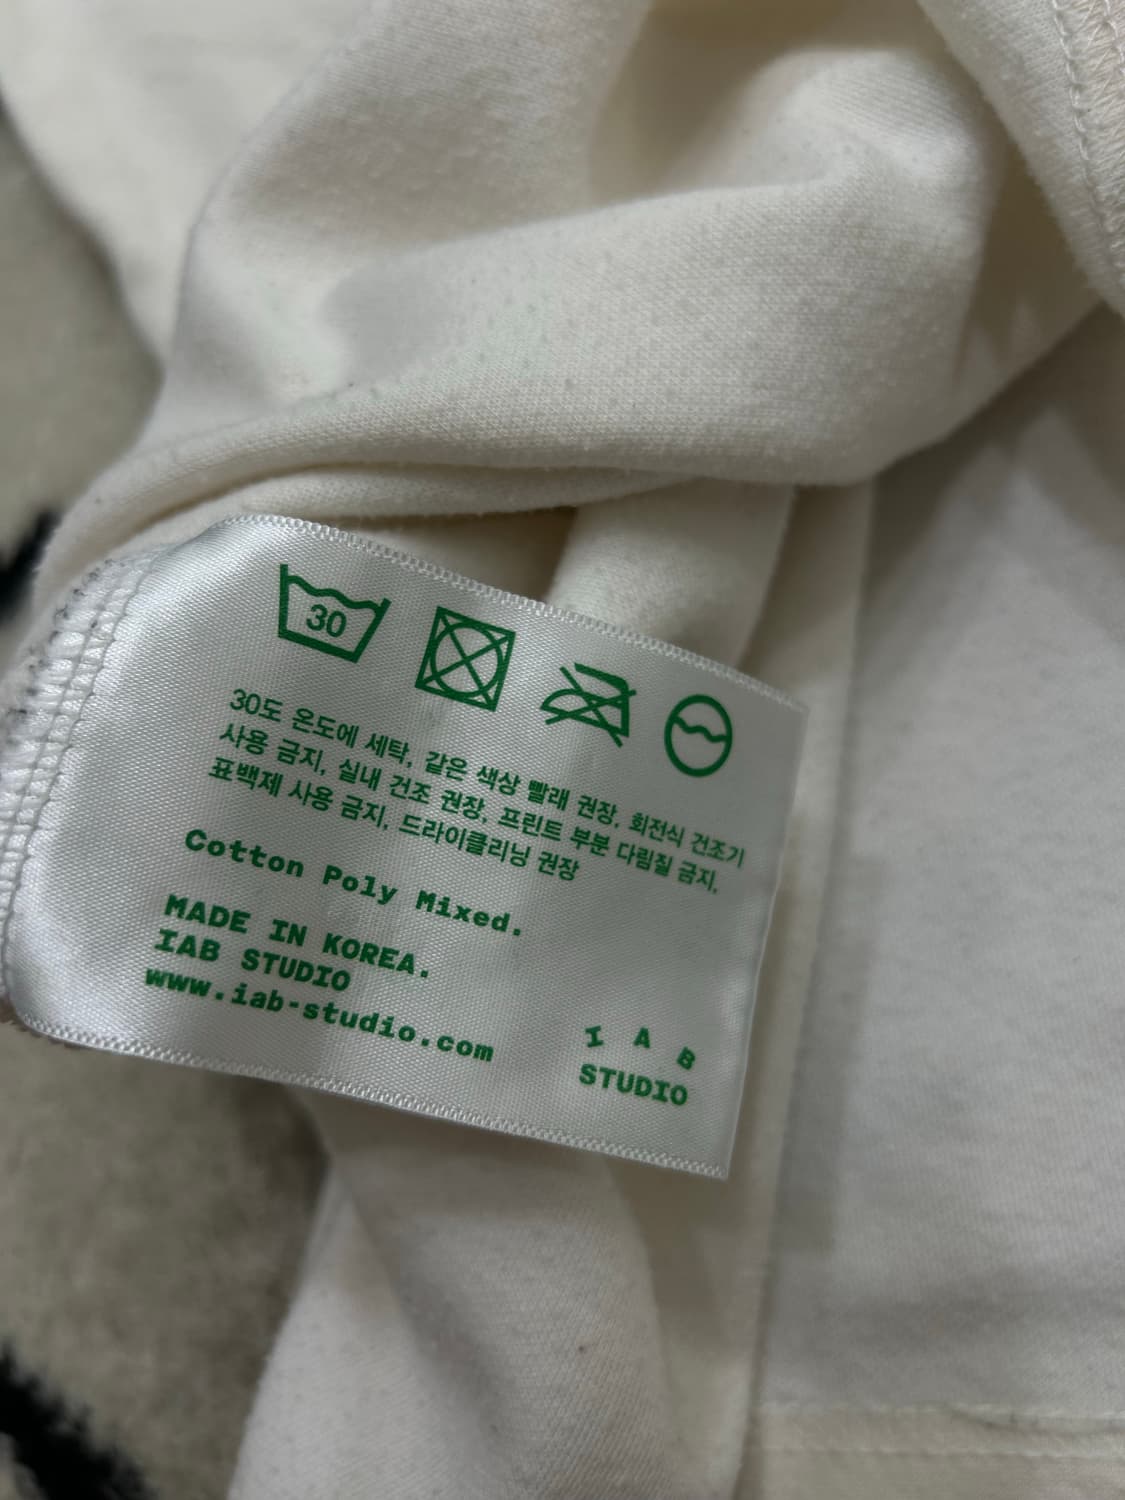 30
30도 온도에 세탁, 같은 색상 빨래 권장, 회전식 건조기
사용 금지, 실내 건조 권장, 프린트 부분 다림질 금지,
표백제 사용 금지, 드라이클리닝 권장
Cotton Poly Mixed.
MADE IN KOREA.
IAB STUDIO
www.iab-studio.com
I A B
STUDIO